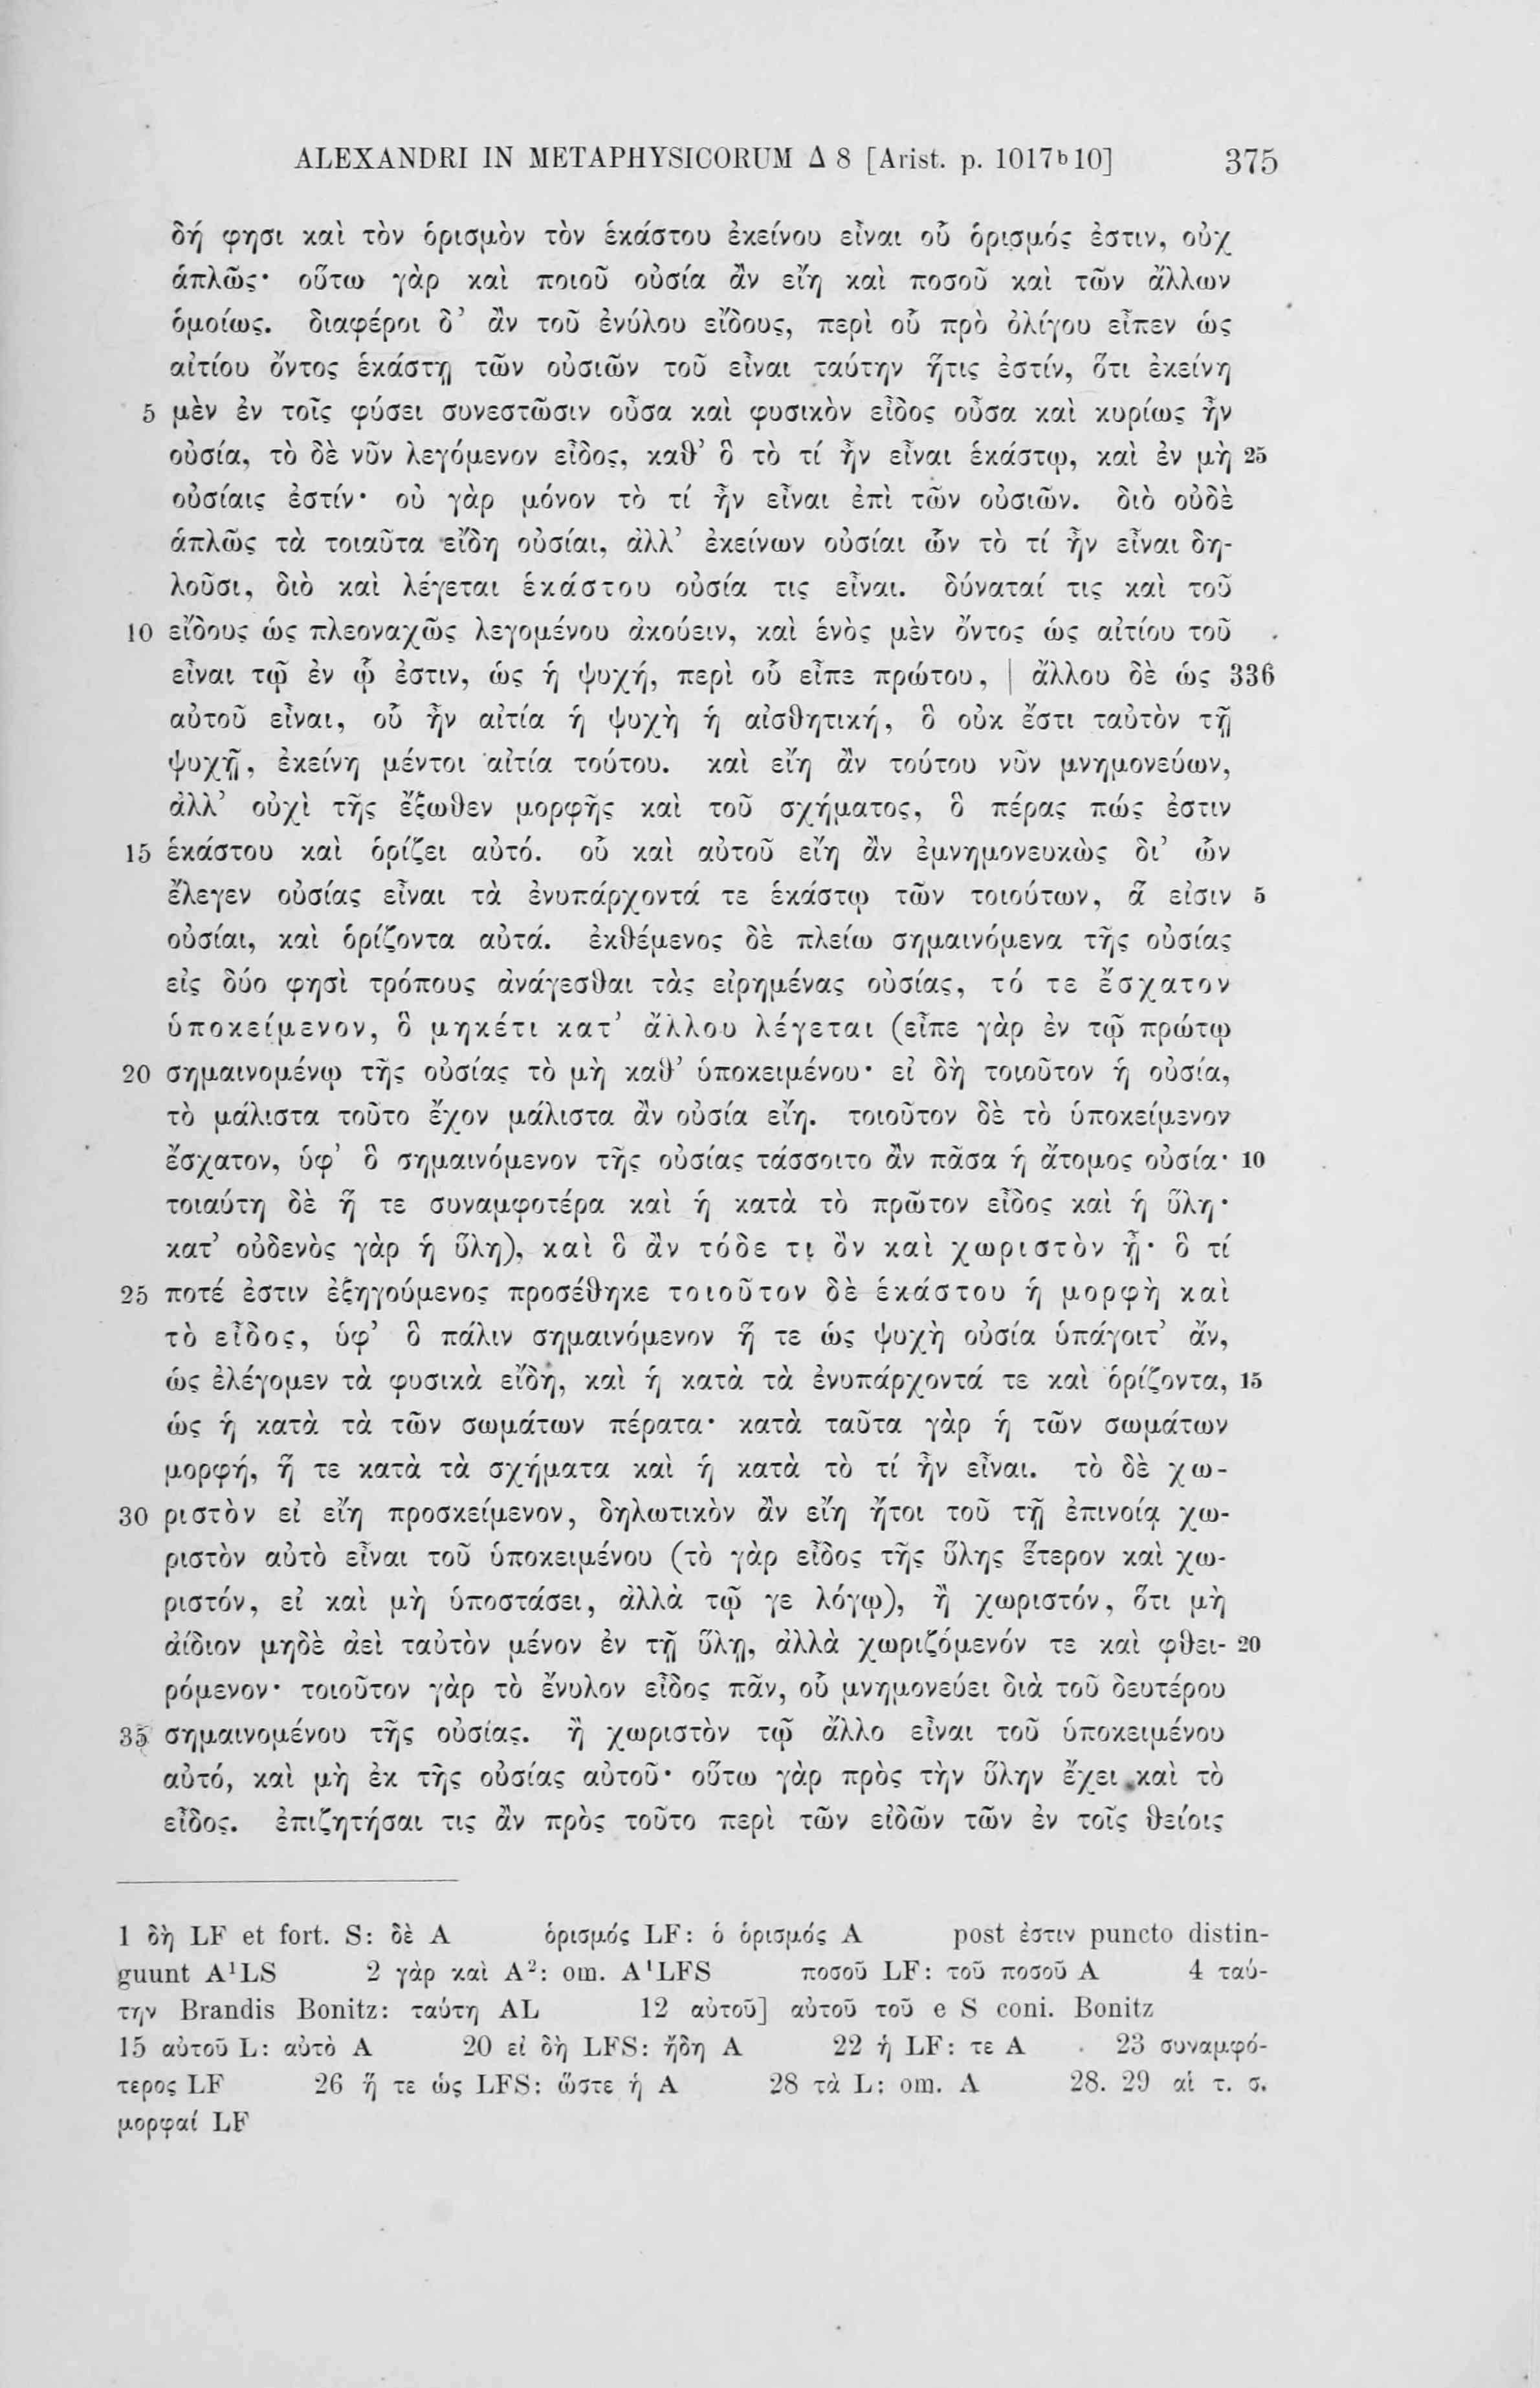 ALEXANDRI IN METAPHYSICORUM Δ 8 [Arist. p. 1017ᵇ10] 375
δή φησι καὶ τὸν ὁρισμὸν τὸν ἑκάστου ἐκείνου εἶναι οὗ ὁρισμός ἐστιν, οὐχ
ἁπλῶς· οὕτω γὰρ καὶ ποιοῦ οὐσία ἂν εἴη καὶ ποσοῦ καὶ τῶν ἄλλων
ὁμοίως. διαφέροι δ’ ἂν τοῦ ἐνύλου εἴδους, περὶ οὗ πρὸ ὀλίγου εἶπεν ὡς
αἰτίου ὄντος ἑκάστῃ τῶν οὐσιῶν τοῦ εἶναι ταύτην ἥτις ἐστίν, ὅτι ἐκείνη
5 μὲν ἐν τοῖς φύσει συνεστῶσιν οὖσα καὶ φυσικὸν εἶδος οὖσα καὶ κυρίως ἦν
οὐσία, τὸ δὲ νῦν λεγόμενον εἶδος, καθ’ ὃ τὸ τί ἦν εἶναι ἑκάστῳ, καὶ ἐν μὴ 25
οὐσίαις ἐστίν· οὐ γὰρ μόνον τὸ τί ἦν εἶναι ἐπὶ τῶν οὐσιῶν. διὸ οὐδὲ
ἁπλῶς τὰ τοιαῦτα εἴδη οὐσίαι, ἀλλ’ ἐκείνων οὐσίαι ὧν τὸ τί ἦν εἶναι δη-
λοῦσι, διὸ καὶ λέγεται ἑκάστου οὐσία τις εἶναι. δύναταί τις καὶ τοῦ
10 εἴδους ὡς πλεοναχῶς λεγομένου ἀκούειν, καὶ ἑνὸς μὲν ὄντος ὡς αἰτίου τοῦ
εἶναι τῷ ἐν ᾧ ἐστιν, ὡς ἡ ψυχή, περὶ οὗ εἶπε πρώτου, | ἄλλου δὲ ὡς 336
αὐτοῦ εἶναι, οὗ ἦν αἰτία ἡ ψυχὴ ἡ αἰσθητική, ὃ οὐκ ἔστι ταὐτὸν τῇ
ψυχῇ, ἐκείνη μέντοι αἰτία τούτου. καὶ εἴη ἂν τούτου νῦν μνημονεύων,
ἀλλ’ οὐχὶ τῆς ἔξωθεν μορφῆς καὶ τοῦ σχήματος, ὃ πέρας πώς ἐστιν
15 ἑκάστου καὶ ὁρίζει αὐτό. οὗ καὶ αὐτοῦ εἴη ἂν ἐμνημονευκὼς δι’ ὧν
ἔλεγεν οὐσίας εἶναι τὰ ἐνυπάρχοντά τε ἑκάστῳ τῶν τοιούτων, ἅ εἰσιν 5
οὐσίαι, καὶ ὁρίζοντα αὐτά. ἐκθέμενος δὲ πλείω σημαινόμενα τῆς οὐσίας
εἰς δύο φησὶ τρόπους ἀνάγεσθαι τὰς εἰρημένας οὐσίας, τό τε ἔσχατον
ὑποκείμενον, ὃ μηκέτι κατ’ ἄλλου λέγεται (εἶπε γὰρ ἐν τῷ πρώτῳ
20 σημαινομένῳ τῆς οὐσίας τὸ μὴ καθ’ ὑποκειμένου· εἰ δὴ τοιοῦτον ἡ οὐσία,
τὸ μάλιστα τοῦτο ἔχον μάλιστα ἂν οὐσία εἴη. τοιοῦτον δὲ τὸ ὑποκείμενον
ἔσχατον, ὑφ’ ὃ σημαινόμενον τῆς οὐσίας τάσσοιτο ἂν πᾶσα ἡ ἄτομος οὐσία· 10
τοιαύτη δὲ ἥ τε συναμφοτέρα καὶ ἡ κατὰ τὸ πρῶτον εἶδος καὶ ἡ ὕλη·
κατ’ οὐδενὸς γὰρ ἡ ὕλη), καὶ ὃ ἂν τόδε τι ὂν καὶ χωριστὸν ᾖ· ὃ τί
25 ποτέ ἐστιν ἐξηγούμενος προσέθηκε τοιοῦτον δὲ ἑκάστου ἡ μορφὴ καὶ
τὸ εἶδος, ὑφ’ ὃ πάλιν σημαινόμενον ἥ τε ὡς ψυχὴ οὐσία ὑπάγοιτ’ ἄν,
ὡς ἐλέγομεν τὰ φυσικὰ εἴδη, καὶ ἡ κατὰ τὰ ἐνυπάρχοντά τε καὶ ὁρίζοντα, 15
ὡς ἡ κατὰ τὰ τῶν σωμάτων πέρατα· κατὰ ταῦτα γὰρ ἡ τῶν σωμάτων
μορφή, ἥ τε κατὰ τὰ σχήματα καὶ ἡ κατὰ τὸ τί ἦν εἶναι. τὸ δὲ χω-
30 ριστὸν εἰ εἴη προσκείμενον, δηλωτικὸν ἂν εἴη ἤτοι τοῦ τῇ ἐπινοίᾳ χω-
ριστὸν αὐτὸ εἶναι τοῦ ὑποκειμένου (τὸ γὰρ εἶδος τῆς ὕλης ἕτερον καὶ χω-
ριστόν, εἰ καὶ μὴ ὑποστάσει, ἀλλὰ τῷ γε λόγῳ), ἢ χωριστόν, ὅτι μὴ
ἀίδιον μηδὲ ἀεὶ ταὐτὸν μένον ἐν τῇ ὕλῃ, ἀλλὰ χωριζόμενόν τε καὶ φθει- 20
ρόμενον· τοιοῦτον γὰρ τὸ ἔνυλον εἶδος πᾶν, οὗ μνημονεύει διὰ τοῦ δευτέρου
35 σημαινομένου τῆς οὐσίας. ἢ χωριστὸν τῷ ἄλλο εἶναι τοῦ ὑποκειμένου
αὐτό, καὶ μὴ ἐκ τῆς οὐσίας αὐτοῦ· οὕτω γὰρ πρὸς τὴν ὕλην ἔχει καὶ τὸ
εἶδος. ἐπιζητήσαι τις ἂν πρὸς τοῦτο περὶ τῶν εἰδῶν τῶν ἐν τοῖς θείοις
1 δὴ LF et fort. S: δὲ A ὁρισμός LF: ὁ ὁρισμός A post ἐστιν puncto distin-
guunt A¹LS 2 γὰρ καὶ A²: om. A¹LFS ποσοῦ LF: τοῦ ποσοῦ A 4 ταύ-
την Brandis Bonitz: ταύτῃ AL 12 αὐτοῦ] αὐτοῦ τοῦ e S coni. Bonitz
15 αὐτοῦ L: αὐτὸ A 20 εἰ δὴ LFS: ἤδη A 22 ἡ LF: τε A 23 συναμφό-
τερος LF 26 ἥ τε ὡς LFS: ὥστε ἡ A 28 τὰ L: om. A 28. 29 αἱ τ. σ.
μορφαί LF